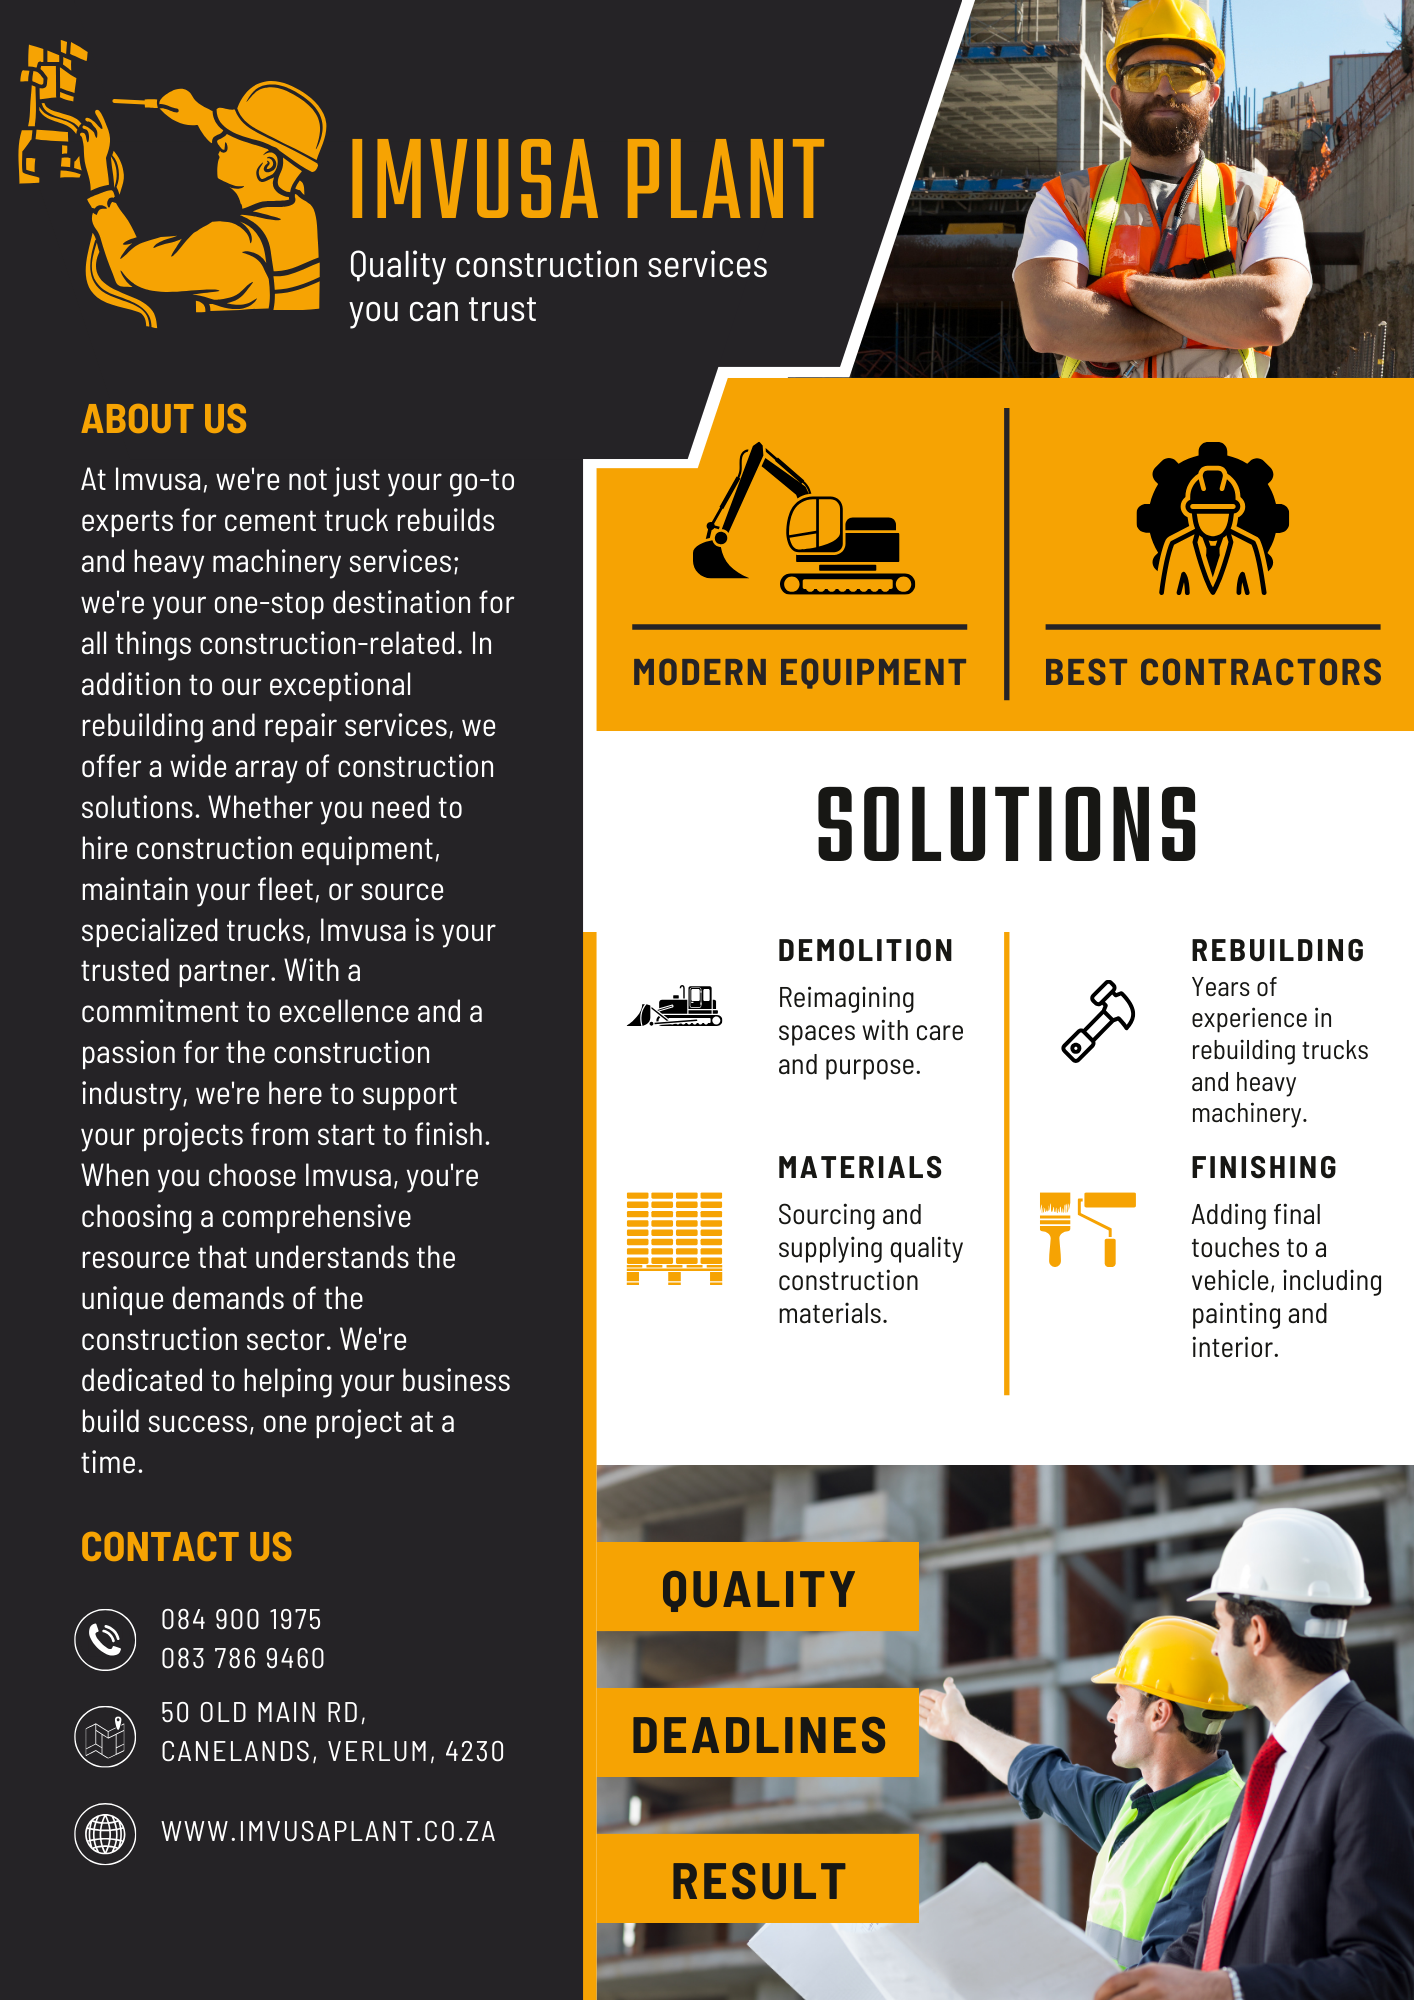 IMVUSA PLANT
Quality construction services
you can trust
ABOUT US
At Imvusa, we're not just your go-to
experts for cement truck rebuilds
and heavy machinery services;
we're your one-stop destination for
all things construction-related. In
addition to our exceptional
rebuilding and repair services, we
offer a wide array of construction
solutions. Whether you need to
hire construction equipment,
maintain your fleet, or source
specialized trucks, Imvusa is your
trusted partner. With a
commitment to excellence and a
passion for the construction
industry, we're here to support
your projects from start to finish.
When you choose Imvusa, you're
choosing a comprehensive
resource that understands the
unique demands of the
construction sector. We're
dedicated to helping your business
build success, one project at a
time.
CONTACT US
084 900 1975
083 786 9460
50 OLD MAIN RD,
CANELANDS, VERLUM, 4230
WWW.IMVUSAPLANT.CO.ZA
MODERN EQUIPMENT
BEST CONTRACTORS
SOLUTIONS
DEMOLITION
Reimagining
spaces with care
and purpose.
REBUILDING
Years of
experience in
rebuilding trucks
and heavy
machinery.
MATERIALS
Sourcing and
supplying quality
construction
materials.
FINISHING
Adding final
touches to a
vehicle, including
painting and
interior.
QUALITY
DEADLINES
RESULT